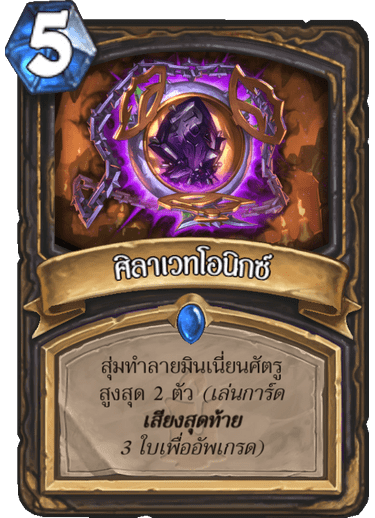 5
ศิลาเวทโอนิกซ์
สุ่มทำลายมินเนี่ยนศัตรู
สูงสุด 2 ตัว (เล่นการ์ด
เสียงสุดท้าย
3 ใบเพื่ออัพเกรด)